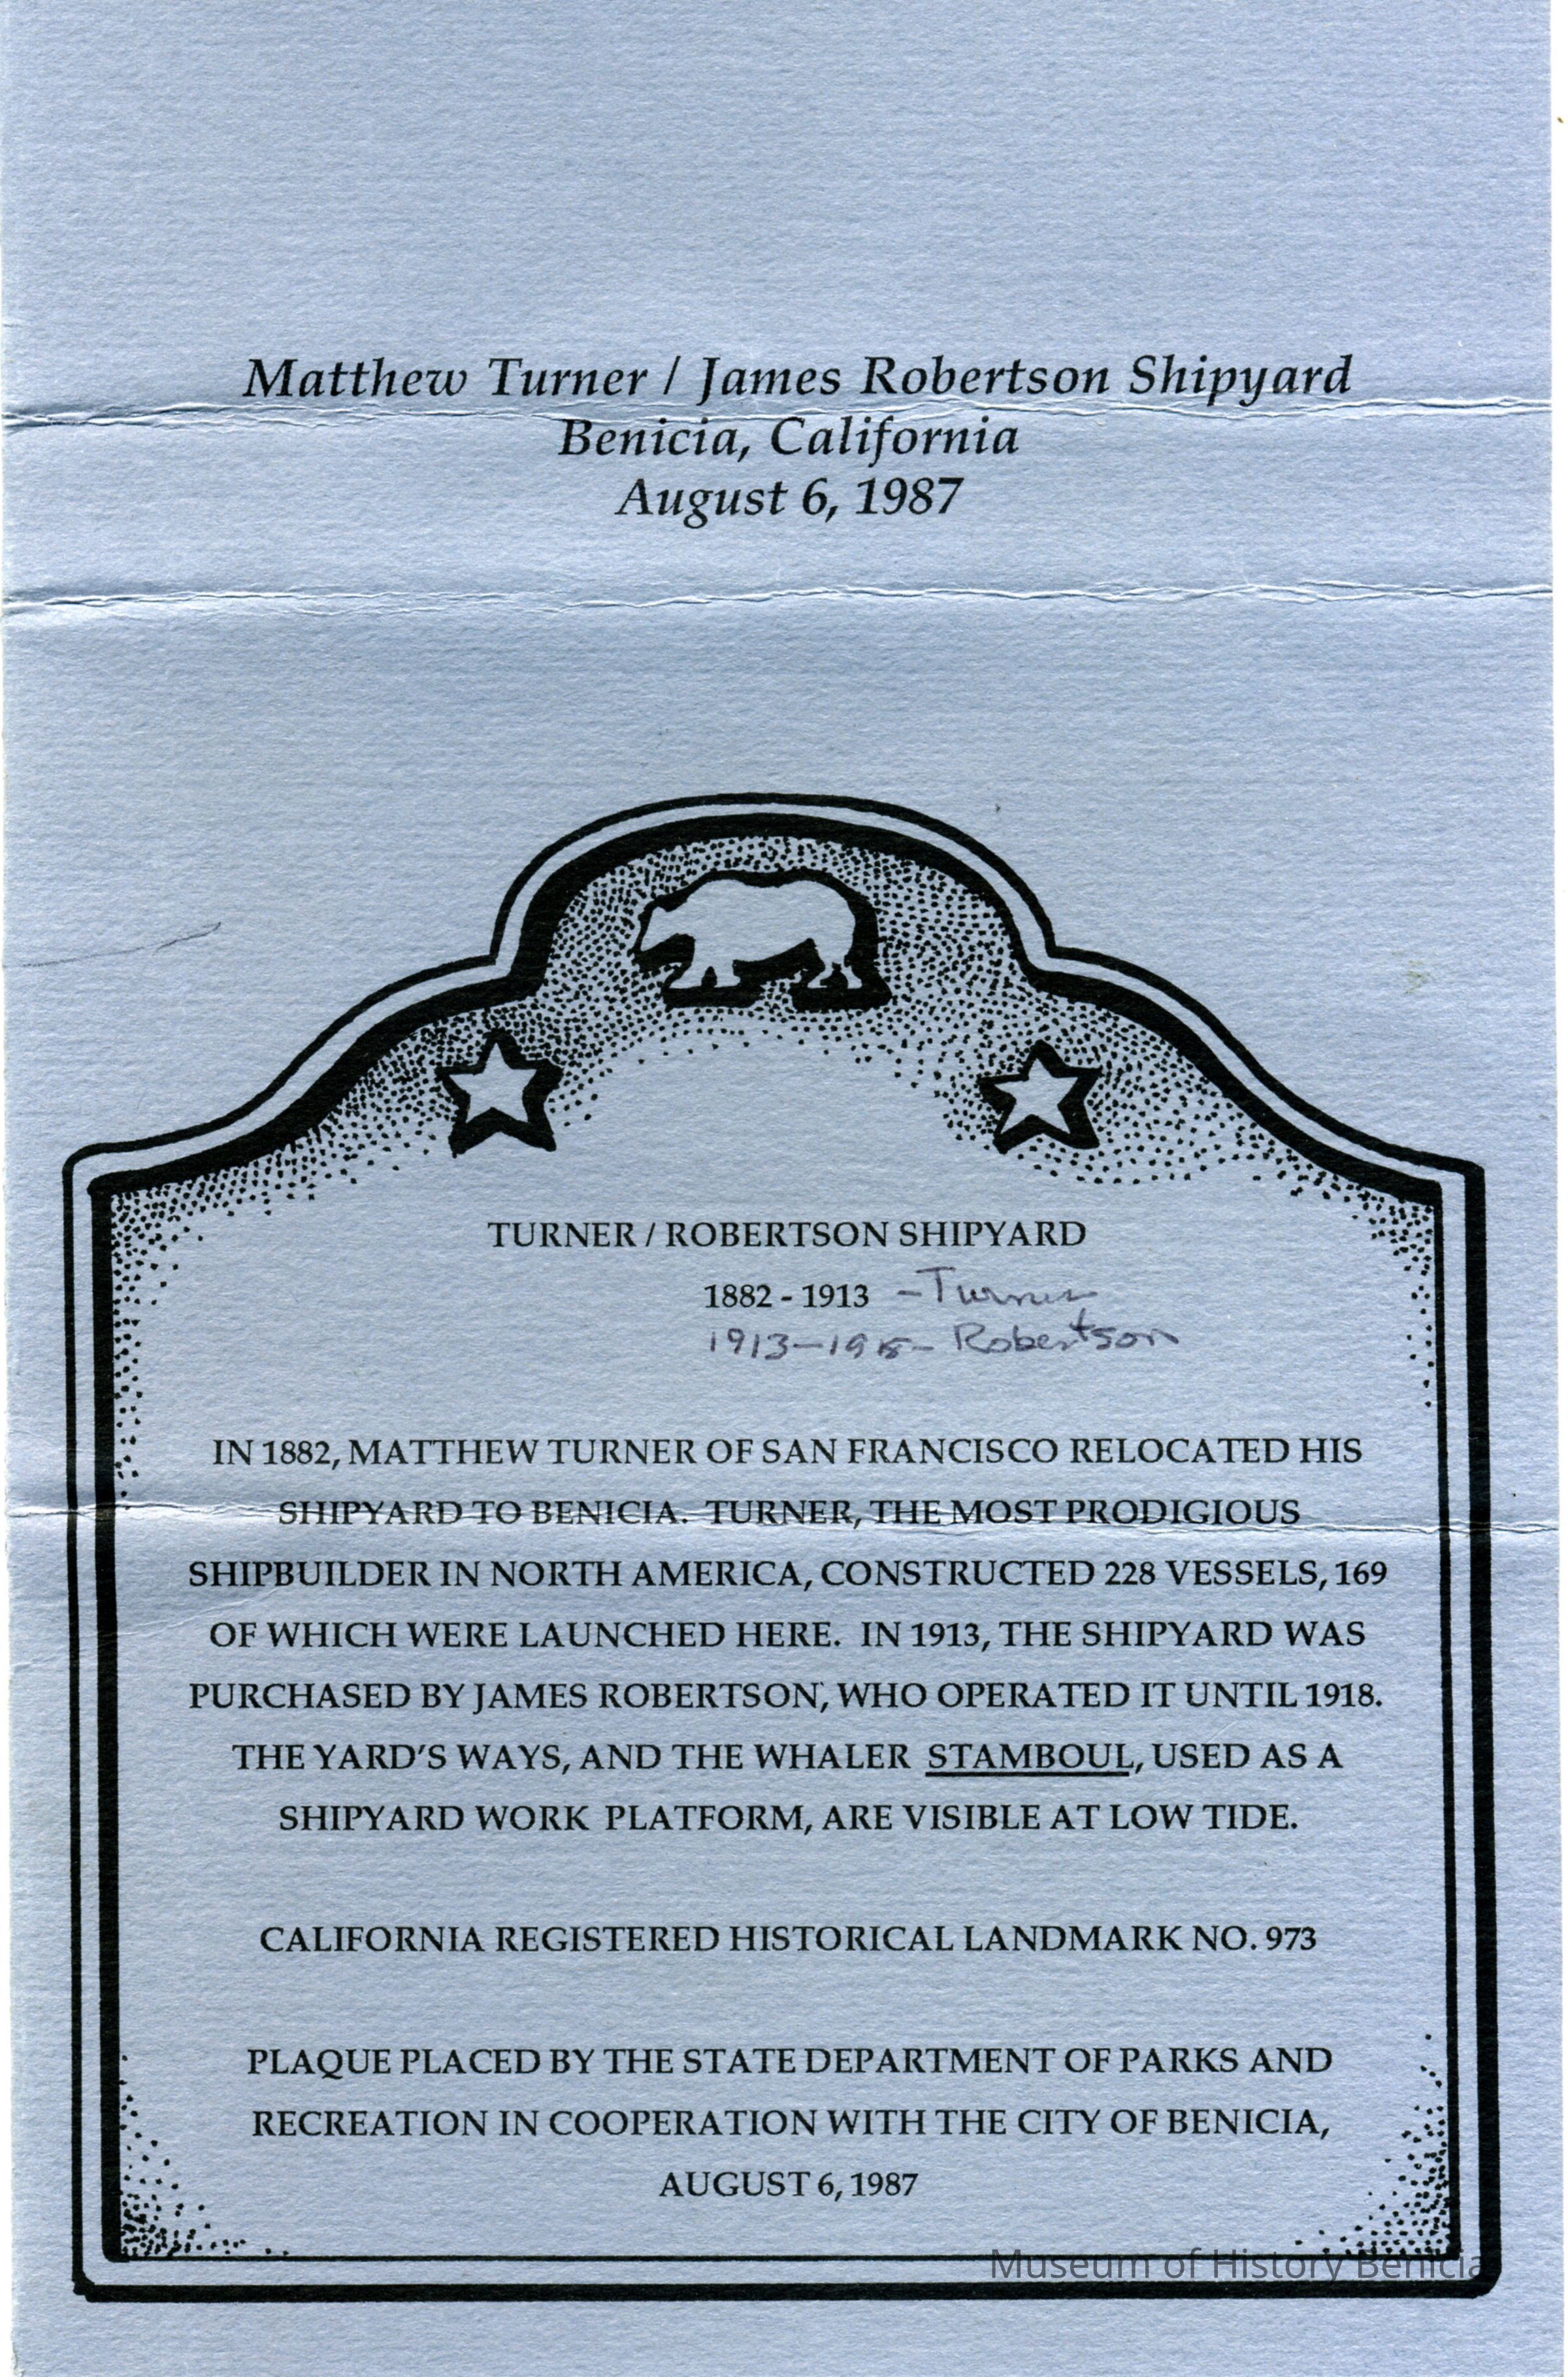 Matthew Turner / James Robertson Shipyard
Benicia, California
August 6, 1987
TURNER / ROBERTSON SHIPYARD
1882 - 1913 - Turner
1913-1918- Robertson
IN 1882, MATTHEW TURNER OF SAN FRANCISCO RELOCATED HIS
SHIPYARD TO BENICIA. TURNER, THE MOST PRODIGIOUS
SHIPBUILDER IN NORTH AMERICA, CONSTRUCTED 228 VESSELS, 169
OF WHICH WERE LAUNCHED HERE. IN 1913, THE SHIPYARD WAS
PURCHASED BY JAMES ROBERTSON, WHO OPERATED IT UNTIL 1918.
THE YARD'S WAYS, AND THE WHALER STAMBOUL, USED AS A
SHIPYARD WORK PLATFORM, ARE VISIBLE AT LOW TIDE.
CALIFORNIA REGISTERED HISTORICAL LANDMARK NO. 973
PLAQUE PLACED BY THE STATE DEPARTMENT OF PARKS AND
RECREATION IN COOPERATION WITH THE CITY OF BENICIA,
AUGUST 6, 1987
Museum of History Benicia